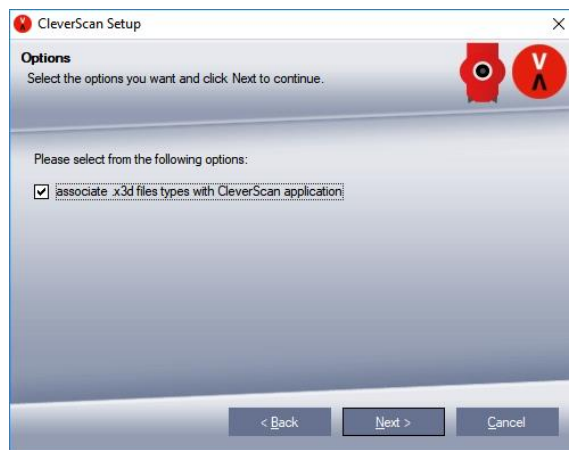 CleverScan Setup
Options
Select the options you want and click Next to continue.
Please select from the following options:
associate .x3d files types with CleverScan application
< Back
Next >
Cancel